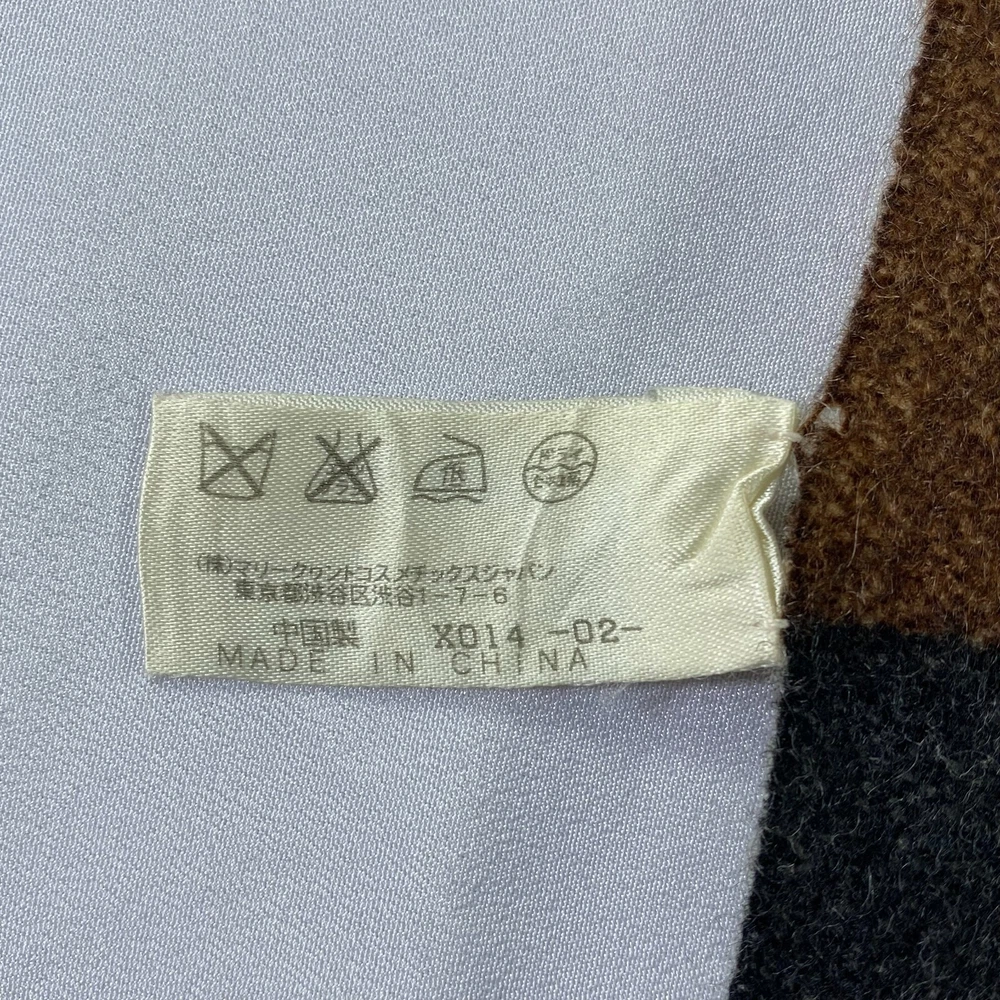 (株)マリークヮントコスメチックスジャパン
東京都渋谷区渋谷1-7-6
中国製 X014 -02-
MADE IN CHINA